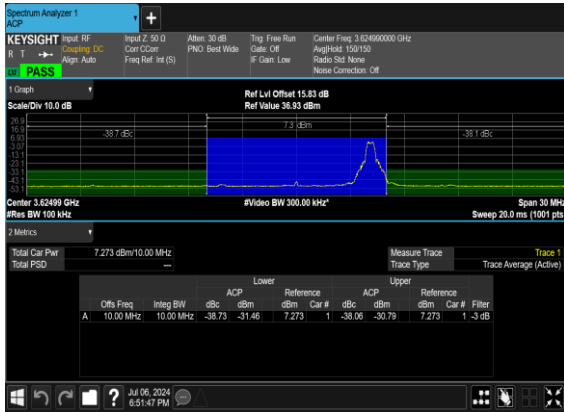 Spectrum Analyzer 1
ACP
+
KEYSIGHT Input: RF Input Z: 50 Ω Atten: 30 dB Trig: Free Run Center Freq: 3.624990000 GHz
R T Coupling: DC Corr CCorr PNO: Best Wide Gate: Off Avg|Hold: 150/150
Align: Auto Freq Ref: Int (S) IF Gain: Low Radio Std: None
LXI PASS Noise Correction: Off
1 Graph
Ref Lvl Offset 15.83 dB
Scale/Div 10.0 dB Ref Value 36.93 dBm
26.9
16.9
6.93
-3.07
-13.1
-23.1
-33.1
-43.1
-53.1
-38.7 dBc 7.3 dBm -38.1 dBc
Center 3.62499 GHz #Video BW 300.00 kHz* Span 30 MHz
#Res BW 100 kHz Sweep 20.0 ms (1001 pts
2 Metrics
Total Car Pwr 7.273 dBm/10.00 MHz Measure Trace Trace 1
Total PSD --- Trace Type Trace Average (Active)
Lower Upper
ACP Reference ACP Reference
Offs Freq Integ BW dBc dBm dBm Car # dBc dBm dBm Car # Filter
A 10.00 MHz 10.00 MHz -38.73 -31.46 7.273 1 -38.06 -30.79 7.273 1 -3 dB
? Jul 06, 2024
6:51:47 PM